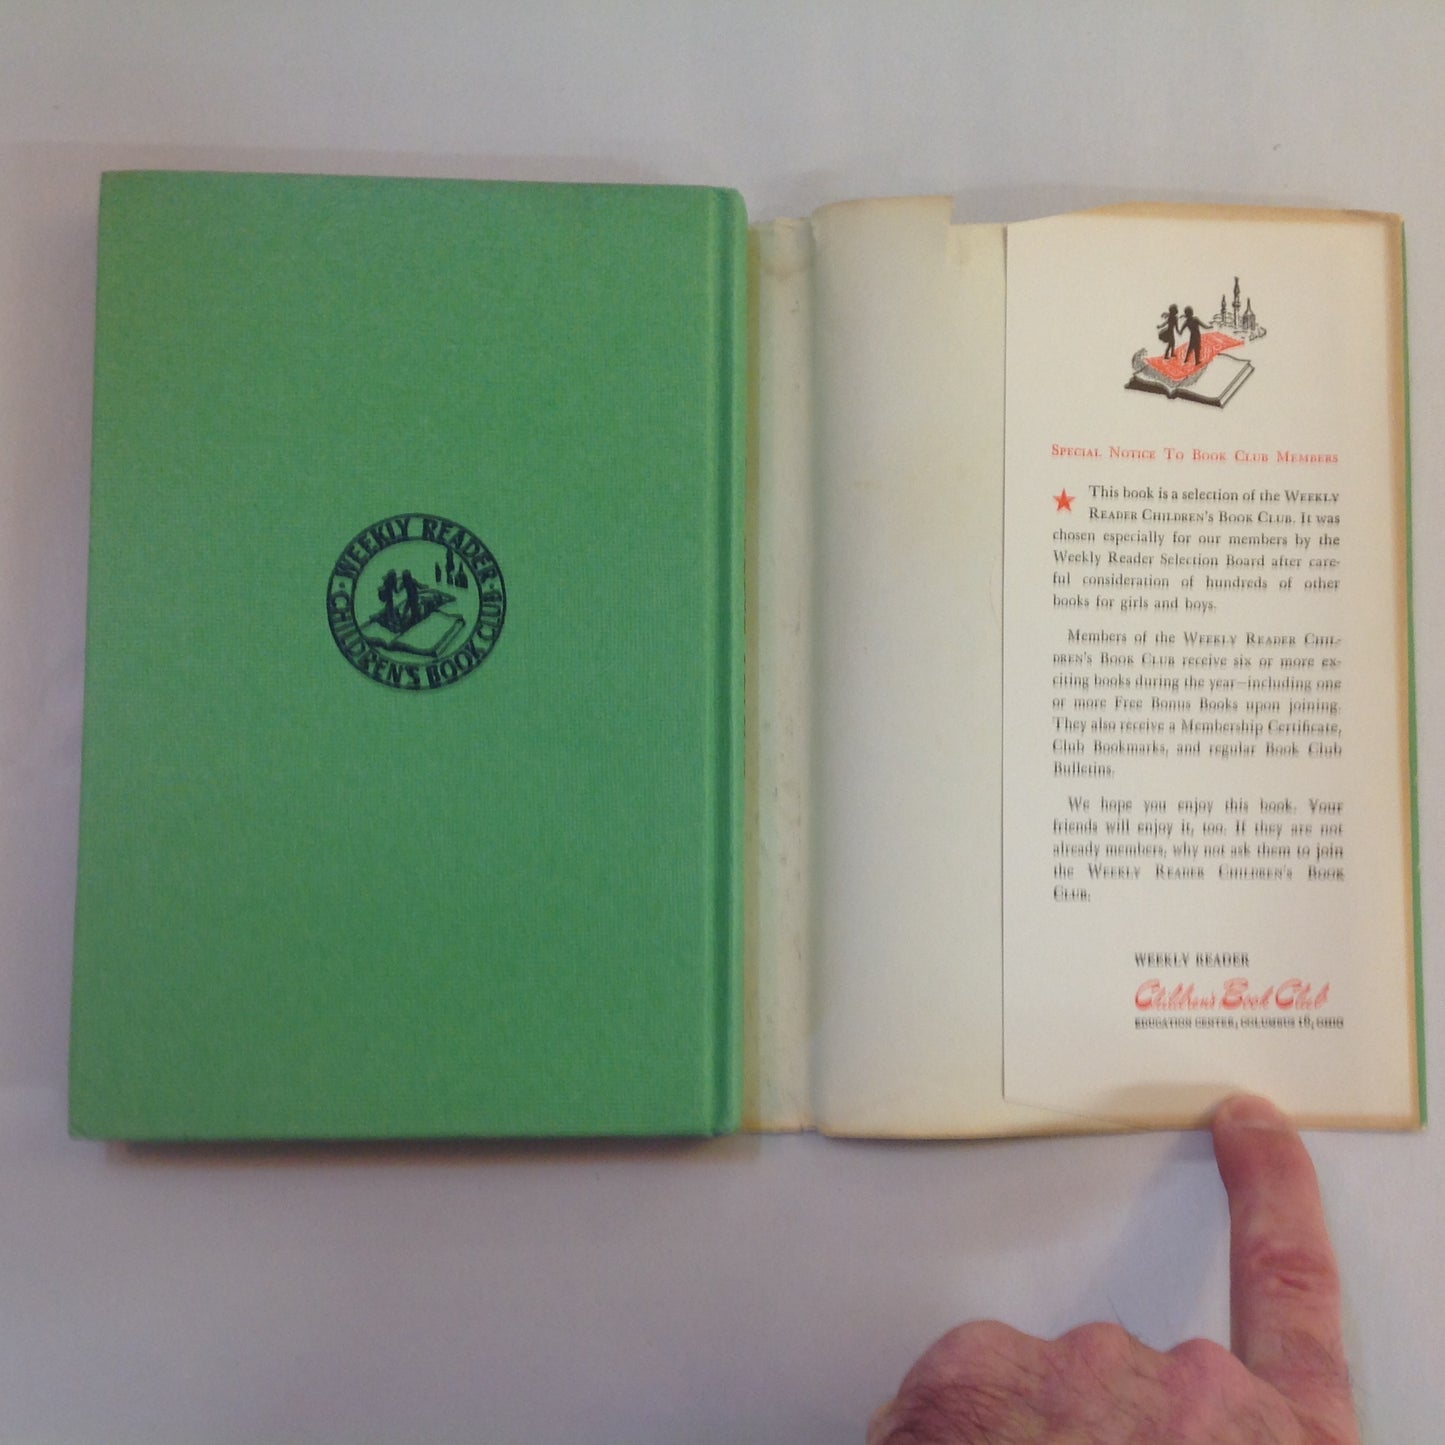 WEEKLY READER
CHILDREN'S BOOK CLUB
SPECIAL NOTICE TO BOOK CLUB MEMBERS
This book is a selection of the WEEKLY
READER CHILDREN'S BOOK CLUB. It was
chosen especially for our members by the
Weekly Reader Selection Board after care-
ful consideration of hundreds of other
books for girls and boys.
Members of the WEEKLY READER CHIL-
DREN'S BOOK CLUB receive six or more ex-
citing books during the year—including one
or more Free Bonus Books upon joining.
They also receive a Membership Certificate,
Club Bookmarks, and regular Book Club
Bulletins.
We hope you enjoy this book. Your
friends will enjoy it, too. If they are not
already members, why not ask them to join
the WEEKLY READER CHILDREN'S BOOK
CLUB.
WEEKLY READER
Children's Book Club
EDUCATION CENTER, COLUMBUS 16, OHIO